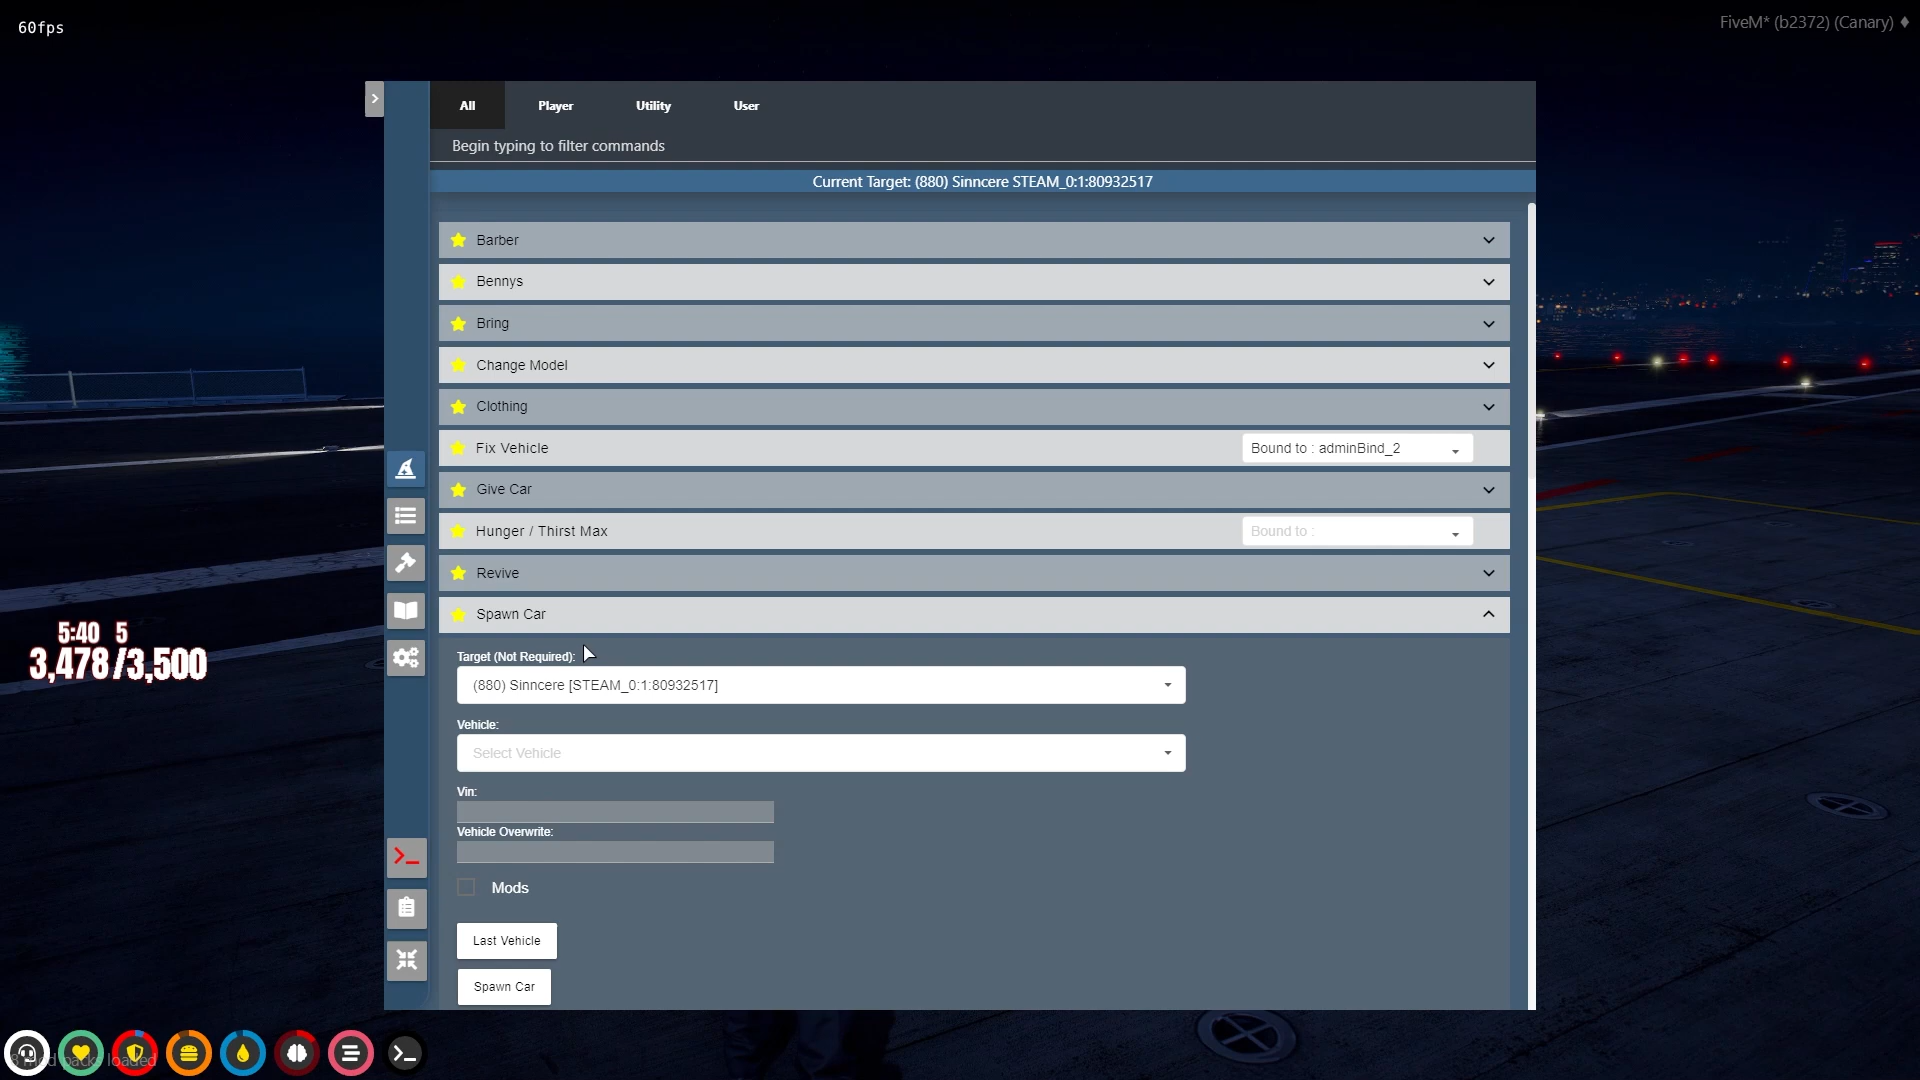 60fps
FiveM* (b2372) (Canary)
All Player Utility User
Begin typing to filter commands
Current Target: (880) Sinncere STEAM_0:1:80932517
Barber
Bennys
Bring
Change Model
Clothing
Fix Vehicle Bound to : adminBind_2
Give Car
Hunger / Thirst Max Bound to :
Revive
Spawn Car
Target (Not Required):
(880) Sinncere [STEAM_0:1:80932517]
Vehicle:
Select Vehicle
Vin:
Vehicle Overwrite:
Mods
Last Vehicle
Spawn Car
5:40 5
3,478/3,500
loaded